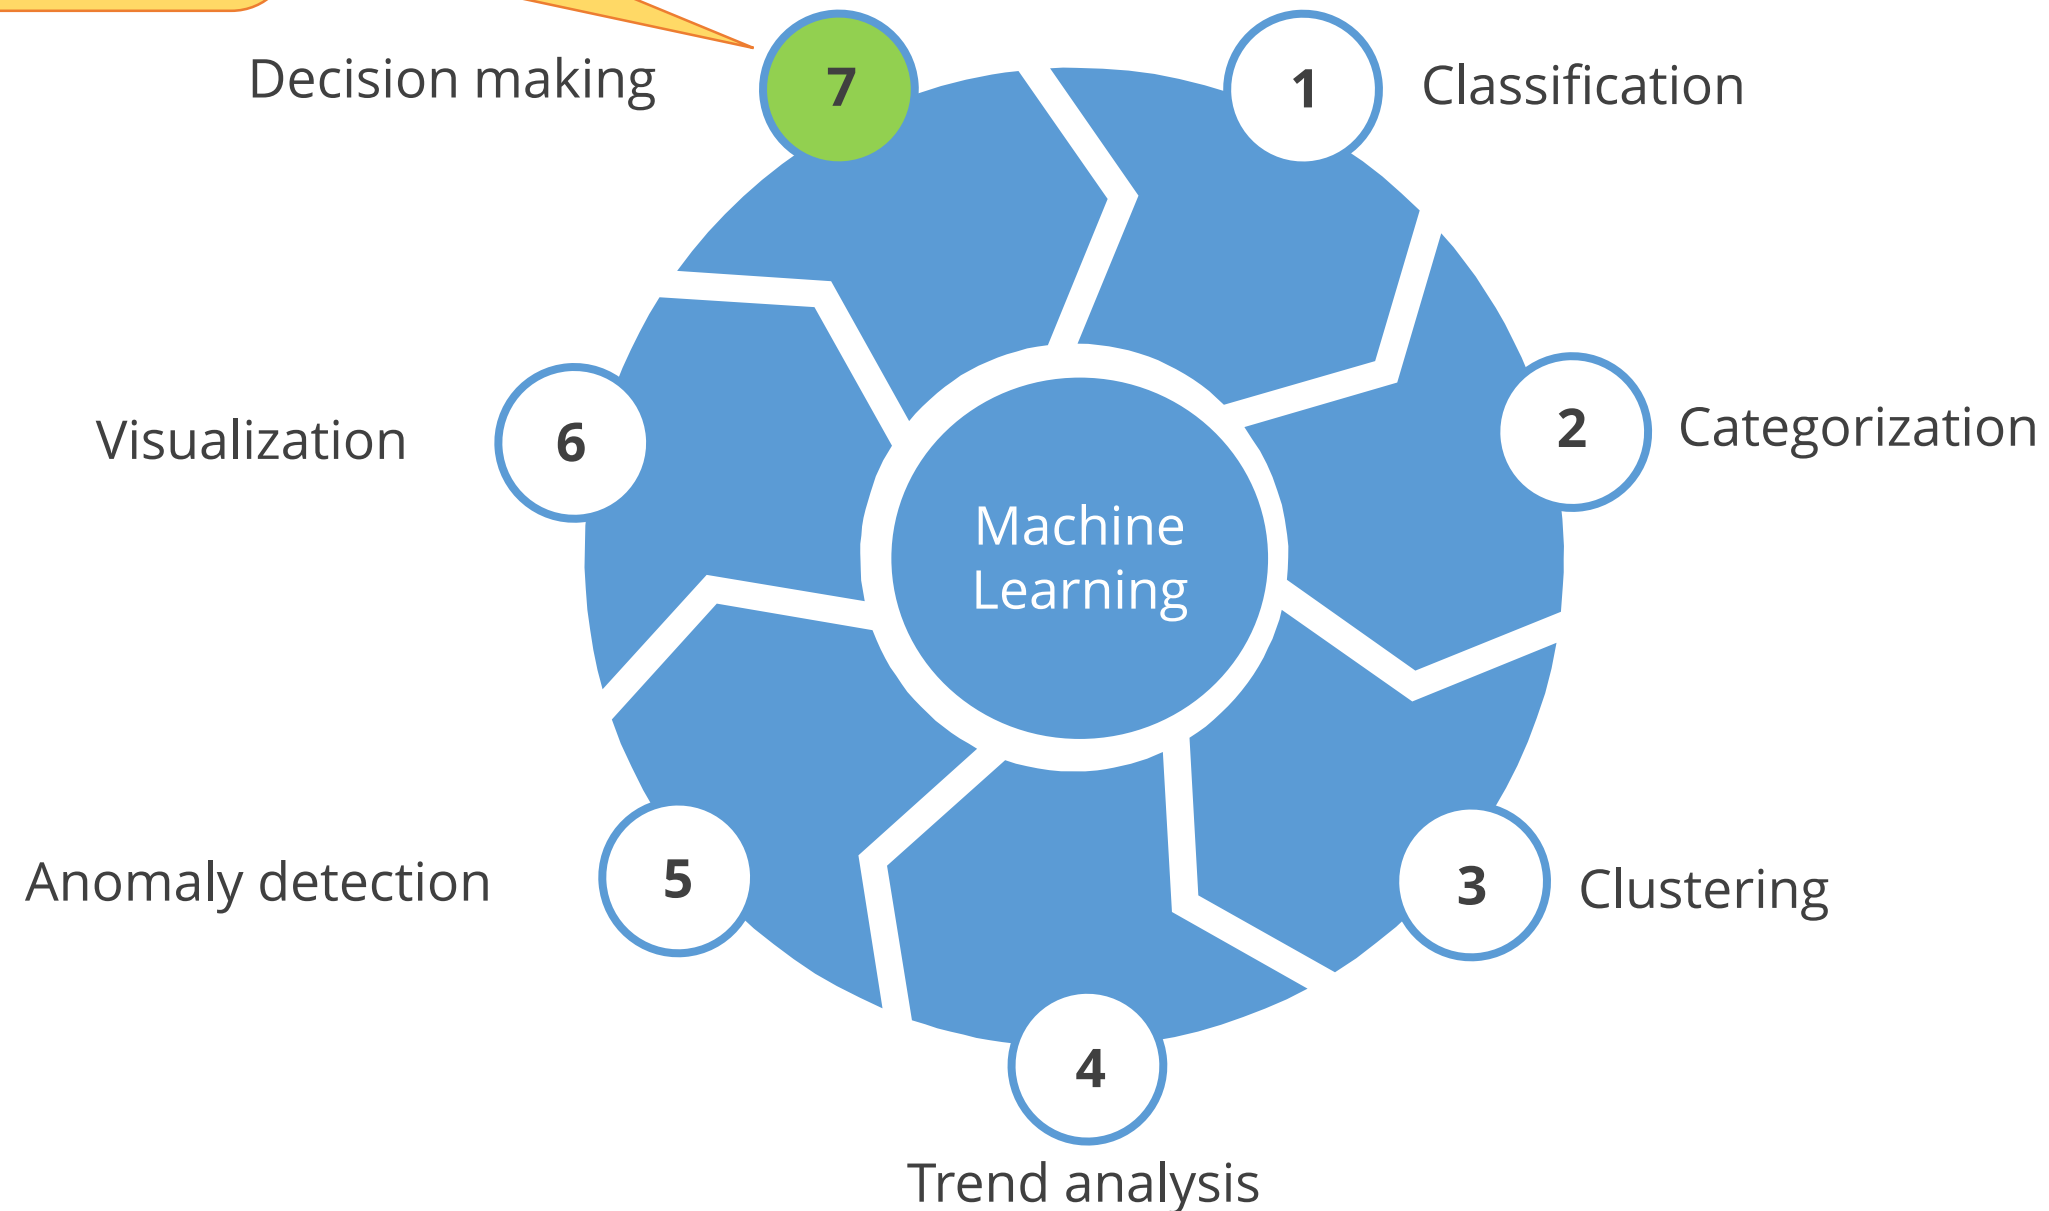 Decision making
7
1
Classification
6
Visualization
2
Categorization
Machine
Learning
5
Anomaly detection
3
Clustering
4
Trend analysis